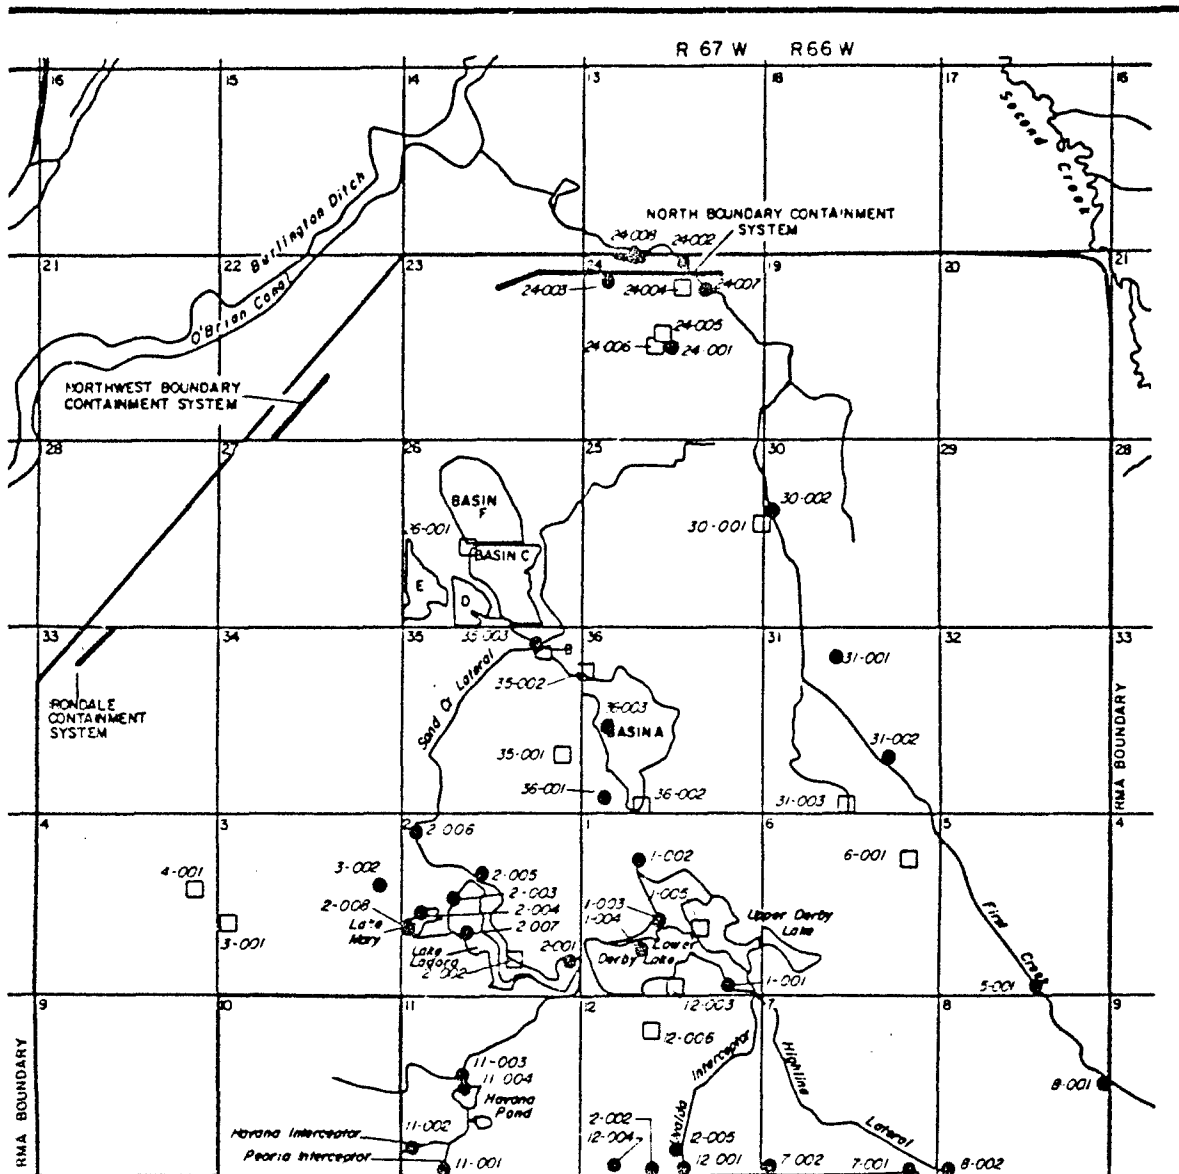 R 67 W R 66 W
16 15 14 13 18 17 16
Second Creek
Burlington Ditch
O'Brian Canal
NORTH BOUNDARY CONTAINMENT
SYSTEM
24-008 24-002
21 22 23 24 19 20 21
24-003 24-004 24-007
24-005
24-006 24-001
NORTHWEST BOUNDARY
CONTAINMENT SYSTEM
28 27 26 25 30 29 28
BASIN
F
30-002
30-001
26-001
BASIN C
E
D
33 34 35 36 31 32 33
35-003
B
31-001
35-002
Sand Cr Lateral
IRONDALE
CONTAINMENT
SYSTEM
36-003
BASIN A
31-002
35-001
36-001 36-002
31-003
RMA BOUNDARY
4 3 2 1 6 5 4
2-006
1-002
6-001
4-001
3-002
2-005
2-003
2-004
2-008
2-007
Lake
Mary
3-001
Lake
Ladora
2-002
2-001
1-005
1-003
1-004
Upper Derby
Lake
Lower
Derby Lake
1-001
First Creek
5-001
9 10 11 12 7 8 9
12-003
12-006
Interceptor
Highline
Lateral
11-003
11-004
Havana
Pond
8-001
RMA BOUNDARY
11-002
Havana Interceptor
Peoria Interceptor
11-001
2-002
12-004
Uvalda
12-005
12-001
7-002
7-001
8-002